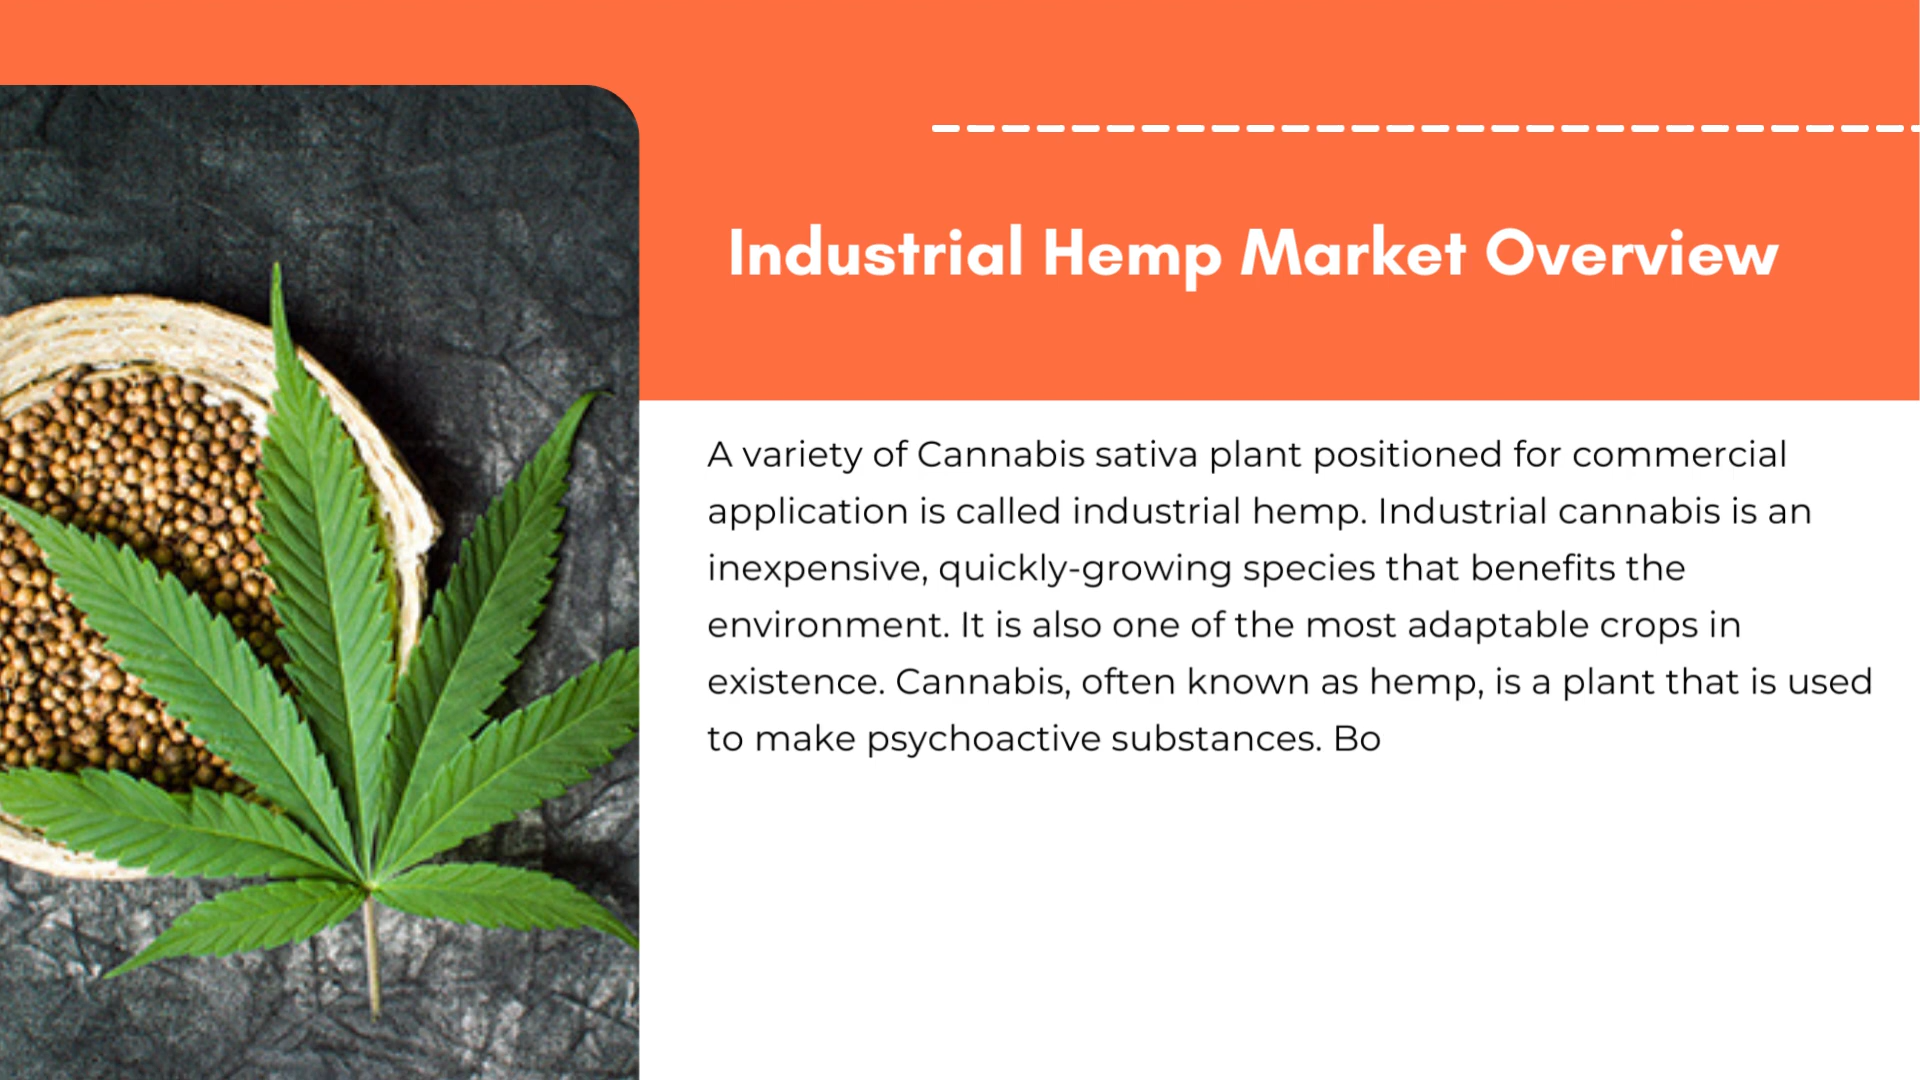 Industrial Hemp Market Overview
A variety of Cannabis sativa plant positioned for commercial
application is called industrial hemp. Industrial cannabis is an
inexpensive, quickly-growing species that benefits the
environment. It is also one of the most adaptable crops in
existence. Cannabis, often known as hemp, is a plant that is used
to make psychoactive substances. Bo